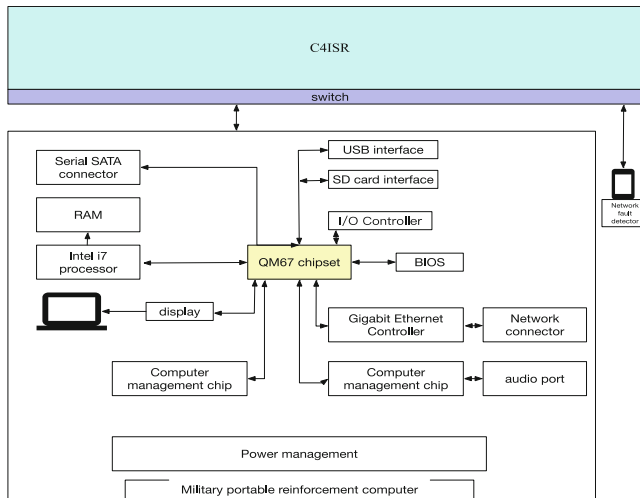 C4ISR
switch
USB interface
Serial SATA
connector
SD card interface
Network
fault
detector
RAM
I/O Controller
Intel i7
processor
QM67 chipset
BIOS
display
Gigabit Ethernet
Controller
Network
connector
Computer
management chip
Computer
management chip
audio port
Power management
Military portable reinforcement computer